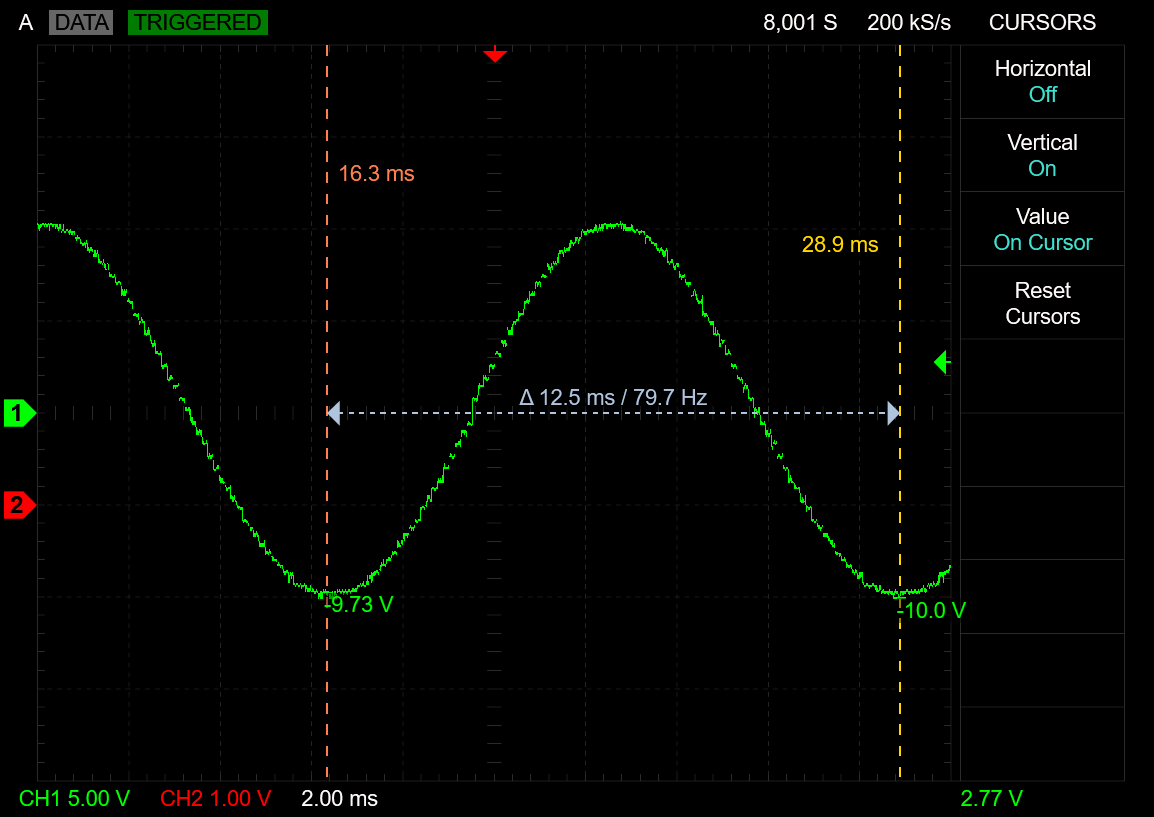 A DATA TRIGGERED 8,001 S 200 kS/s CURSORS
Horizontal
Off
Vertical
On
16.3 ms
Value
On Cursor
28.9 ms
Reset
Cursors
Δ 12.5 ms / 79.7 Hz
1
2
-9.73 V
-10.0 V
CH1 5.00 V CH2 1.00 V 2.00 ms 2.77 V